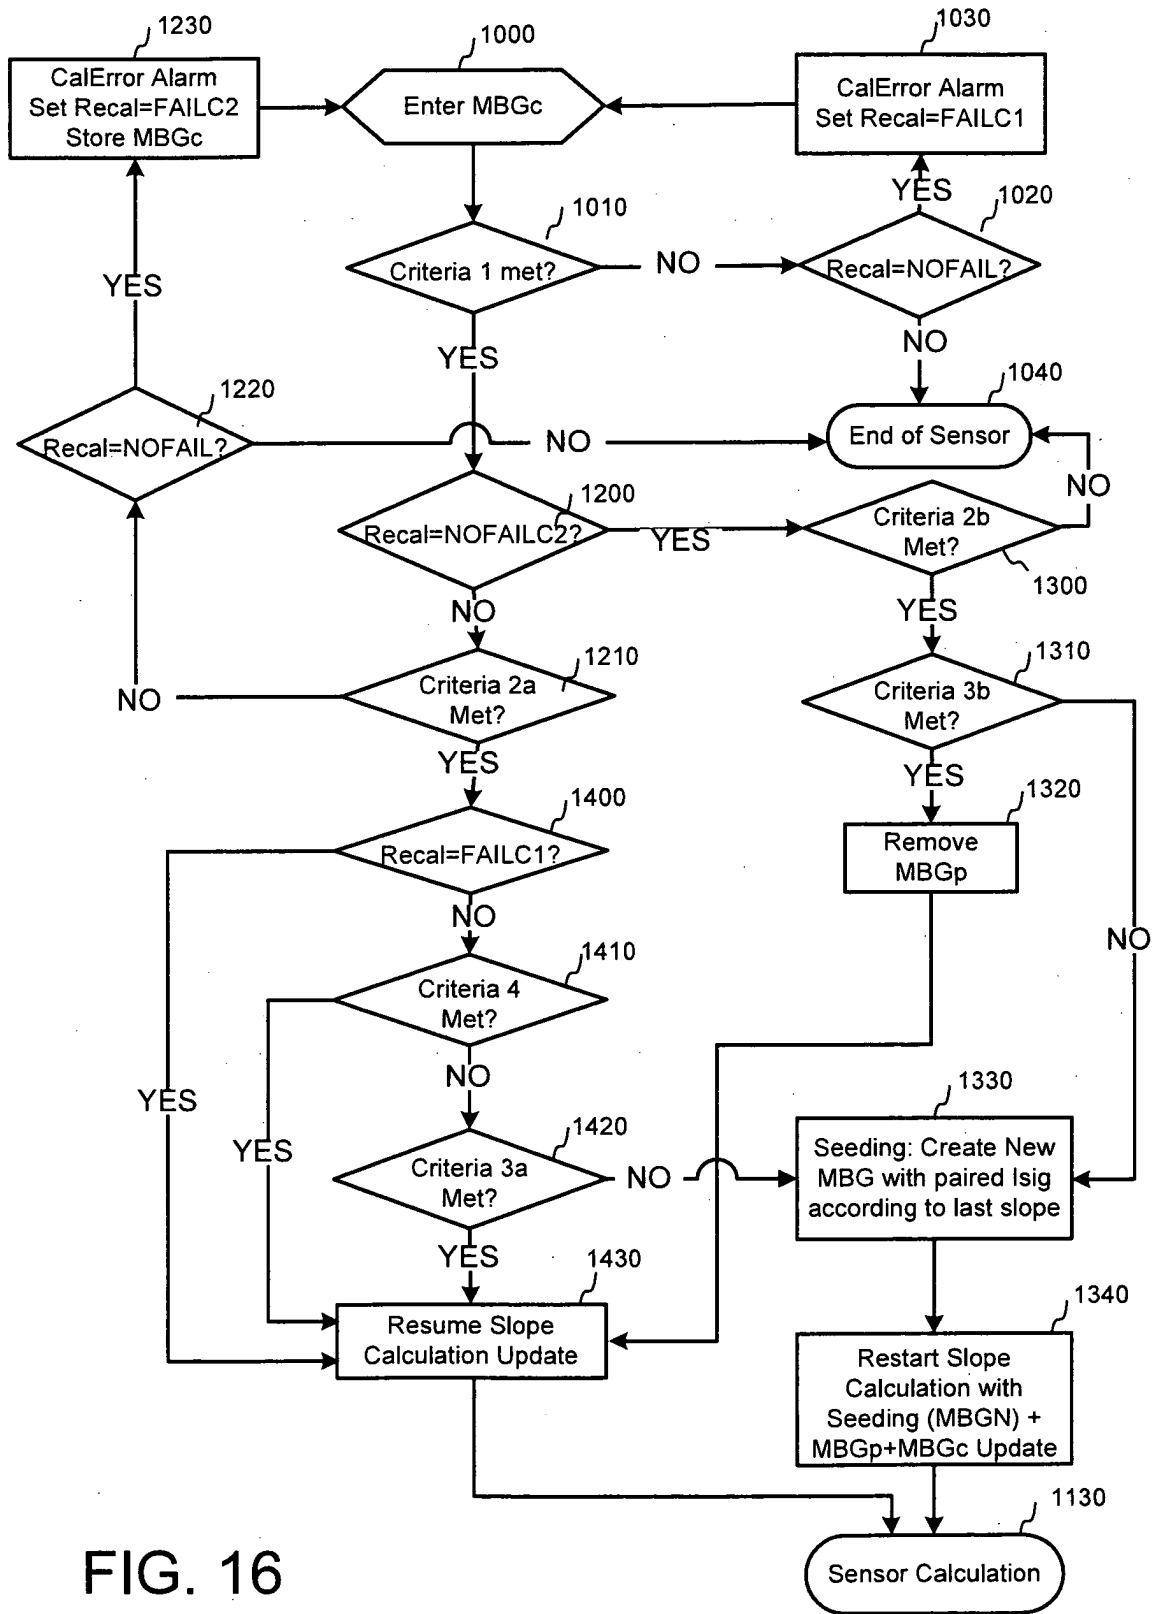 1230
CalError Alarm
Set Recal=FAILC2
Store MBGc
1000
Enter MBGc
1030
CalError Alarm
Set Recal=FAILC1
YES
1010
Criteria 1 met?
NO
1020
Recal=NOFAIL?
YES
YES
NO
1220
Recal=NOFAIL?
NO
1040
End of Sensor
NO
1200
Recal=NOFAILC2?
YES
Criteria 2b
Met?
1300
NO
YES
1210
Criteria 2a
Met?
NO
1310
Criteria 3b
Met?
YES
YES
1400
Recal=FAILC1?
1320
Remove
MBGp
NO
NO
1410
Criteria 4
Met?
NO
YES
YES
1420
Criteria 3a
Met?
NO
1330
Seeding: Create New
MBG with paired Isig
according to last slope
YES
1430
Resume Slope
Calculation Update
1340
Restart Slope
Calculation with
Seeding (MBGN) +
MBGp+MBGc Update
1130
Sensor Calculation
FIG. 16